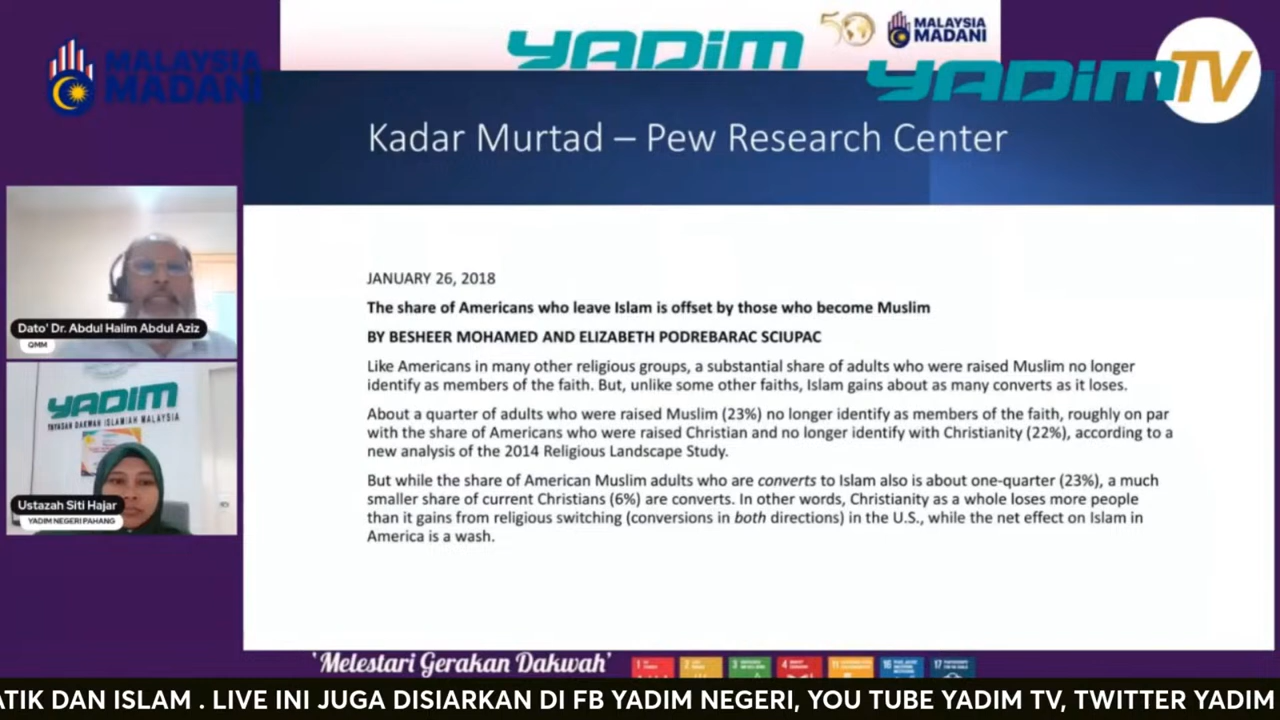 YADIM
50
MALAYSIA
MADANI
MALAYSIA
MADANI
YADIM TV
Kadar Murtad – Pew Research Center
JANUARY 26, 2018
The share of Americans who leave Islam is offset by those who become Muslim
BY BESHEER MOHAMED AND ELIZABETH PODREBARAC SCIUPAC
Like Americans in many other religious groups, a substantial share of adults who were raised Muslim no longer
identify as members of the faith. But, unlike some other faiths, Islam gains about as many converts as it loses.
About a quarter of adults who were raised Muslim (23%) no longer identify as members of the faith, roughly on par
with the share of Americans who were raised Christian and no longer identify with Christianity (22%), according to a
new analysis of the 2014 Religious Landscape Study.
But while the share of American Muslim adults who are converts to Islam also is about one-quarter (23%), a much
smaller share of current Christians (6%) are converts. In other words, Christianity as a whole loses more people
than it gains from religious switching (conversions in both directions) in the U.S., while the net effect on Islam in
America is a wash.
Dato' Dr. Abdul Halim Abdul Aziz
QMM
YADIM
YAYASAN DAKWAH ISLAMIAH MALAYSIA
Ustazah Siti Hajar
YADIM NEGERI PAHANG
'Melestari Gerakan Dakwah'
1
2
3
4
11
16
17
ATIK DAN ISLAM . LIVE INI JUGA DISIARKAN DI FB YADIM NEGERI, YOU TUBE YADIM TV, TWITTER YADIM